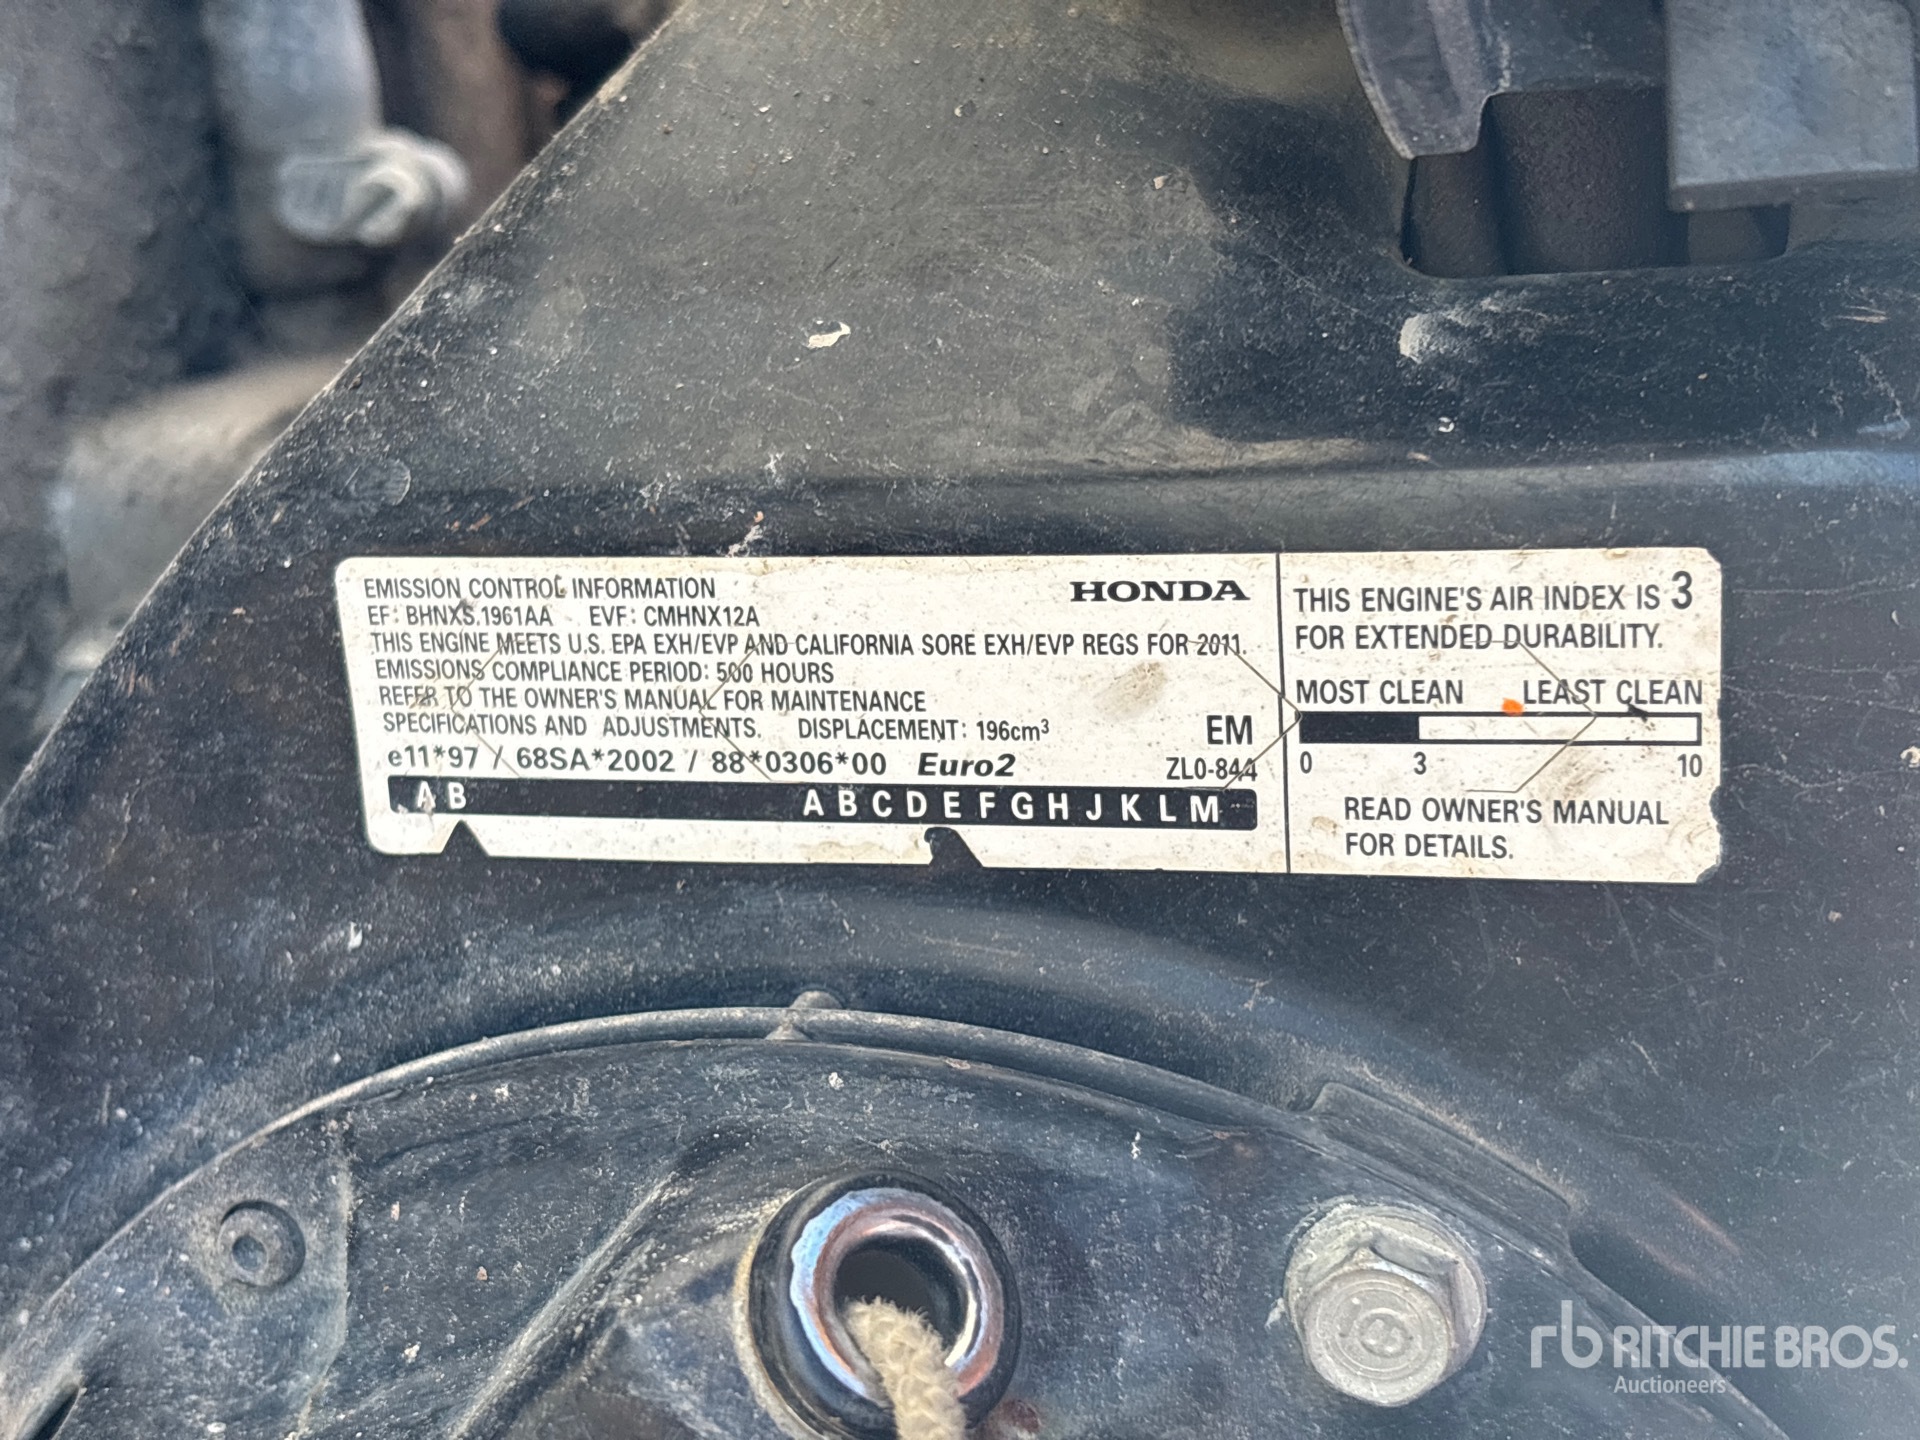 EMISSION CONTROL INFORMATION
HONDA
EF: BHNXS.1961AA EVF: CMHNX12A
THIS ENGINE MEETS U.S. EPA EXH/EVP AND CALIFORNIA SORE EXH/EVP REGS FOR 2011.
EMISSIONS COMPLIANCE PERIOD: 500 HOURS
REFER TO THE OWNER'S MANUAL FOR MAINTENANCE
SPECIFICATIONS AND ADJUSTMENTS. DISPLACEMENT: 196cm³
EM
e11*97 / 68SA*2002 / 88*0306*00 Euro2
ZL0-844
A B A B C D E F G H J K L M
THIS ENGINE'S AIR INDEX IS 3
FOR EXTENDED DURABILITY.
MOST CLEAN LEAST CLEAN
0 3 10
READ OWNER'S MANUAL
FOR DETAILS.
rb RITCHIE BROS.
Auctioneers